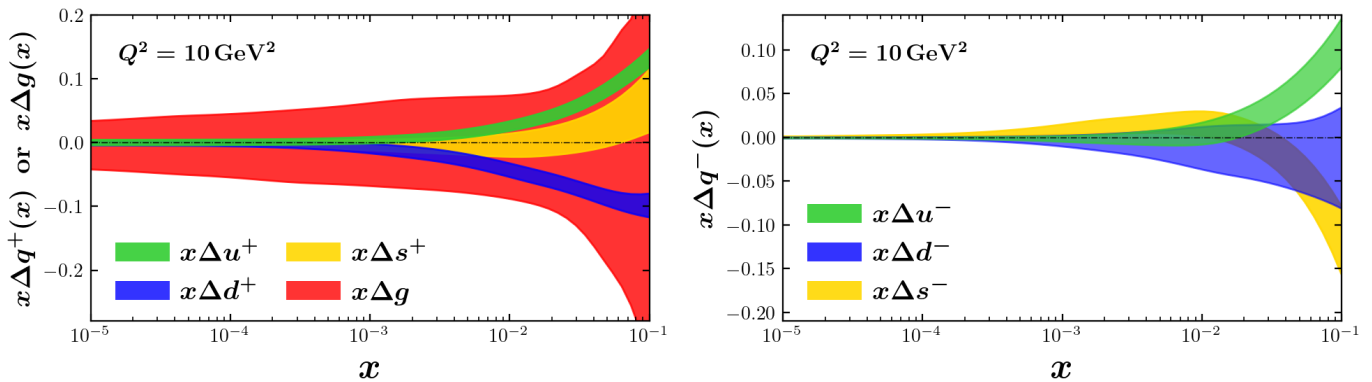 xΔq⁺(x) or xΔg(x)
0.2
0.1
0.0
−0.1
−0.2
Q² = 10 GeV²
xΔu⁺
xΔs⁺
xΔd⁺
xΔg
10⁻⁵
10⁻⁴
10⁻³
10⁻²
10⁻¹
x
xΔq⁻(x)
0.10
0.05
0.00
−0.05
−0.10
−0.15
−0.20
Q² = 10 GeV²
xΔu⁻
xΔd⁻
xΔs⁻
10⁻⁵
10⁻⁴
10⁻³
10⁻²
10⁻¹
x